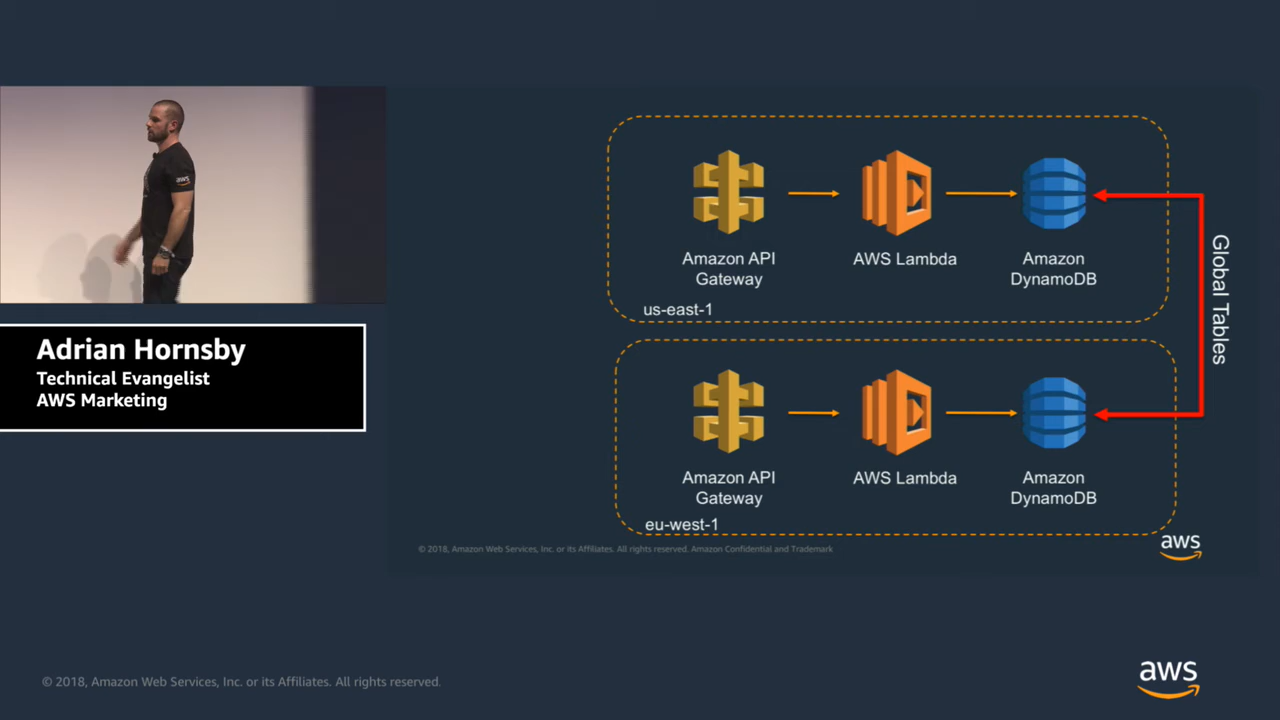 aws
Adrian Hornsby
Technical Evangelist
AWS Marketing
Amazon API
Gateway
AWS Lambda
Amazon
DynamoDB
us-east-1
Global Tables
Amazon API
Gateway
AWS Lambda
Amazon
DynamoDB
eu-west-1
© 2018, Amazon Web Services, Inc. or its Affiliates. All rights reserved. Amazon Confidential and Trademark
aws
© 2018, Amazon Web Services, Inc. or its Affiliates. All rights reserved.
aws